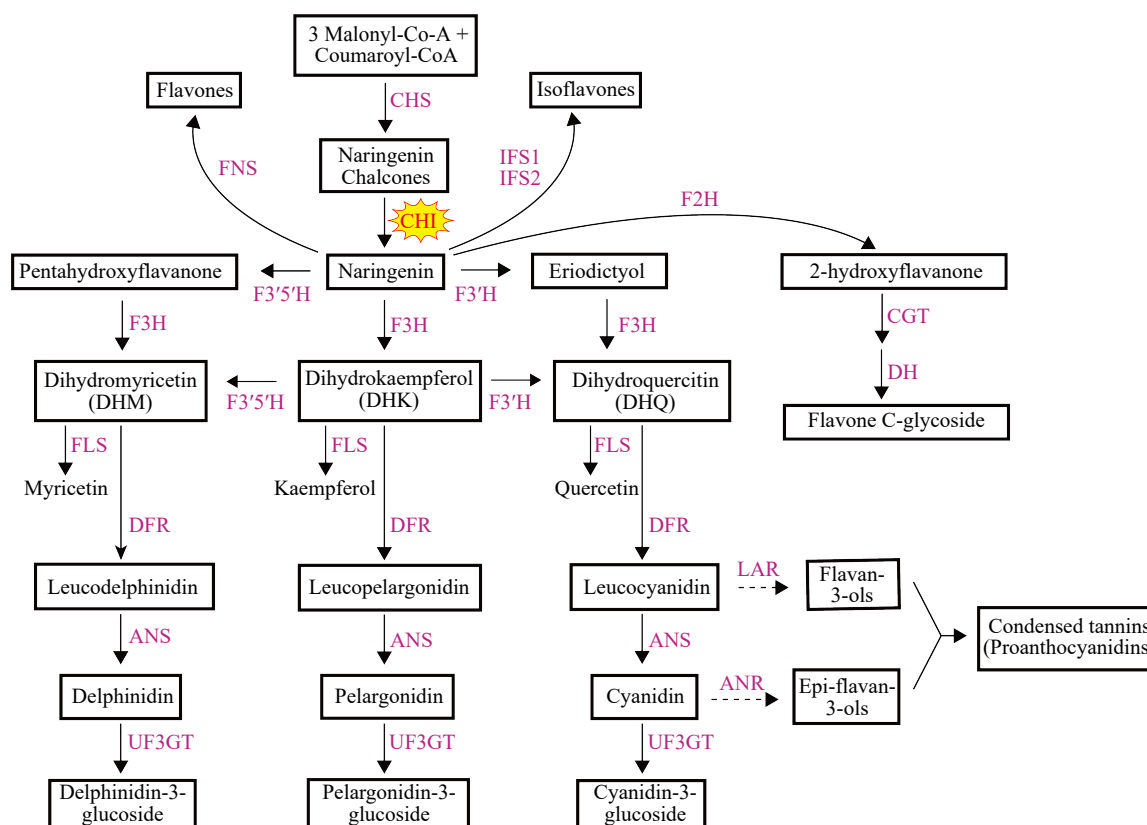 3 Malonyl-Co-A +
Coumaroyl-CoA
Flavones
Isoflavones
CHS
Naringenin
Chalcones
FNS
IFS1
IFS2
CHI
F2H
Pentahydroxyflavanone
Naringenin
Eriodictyol
2-hydroxyflavanone
F3'5'H
F3'H
F3H
F3H
F3H
CGT
Dihydromyricetin
(DHM)
Dihydrokaempferol
(DHK)
Dihydroquercitin
(DHQ)
F3'5'H
F3'H
DH
Flavone C-glycoside
FLS
FLS
FLS
Myricetin
Kaempferol
Quercetin
DFR
DFR
DFR
Leucodelphinidin
Leucopelargonidin
Leucocyanidin
LAR
Flavan-
3-ols
Condensed tannins
(Proanthocyanidins
ANS
ANS
ANS
Delphinidin
Pelargonidin
Cyanidin
ANR
Epi-flavan-
3-ols
UF3GT
UF3GT
UF3GT
Delphinidin-3-
glucoside
Pelargonidin-3-
glucoside
Cyanidin-3-
glucoside